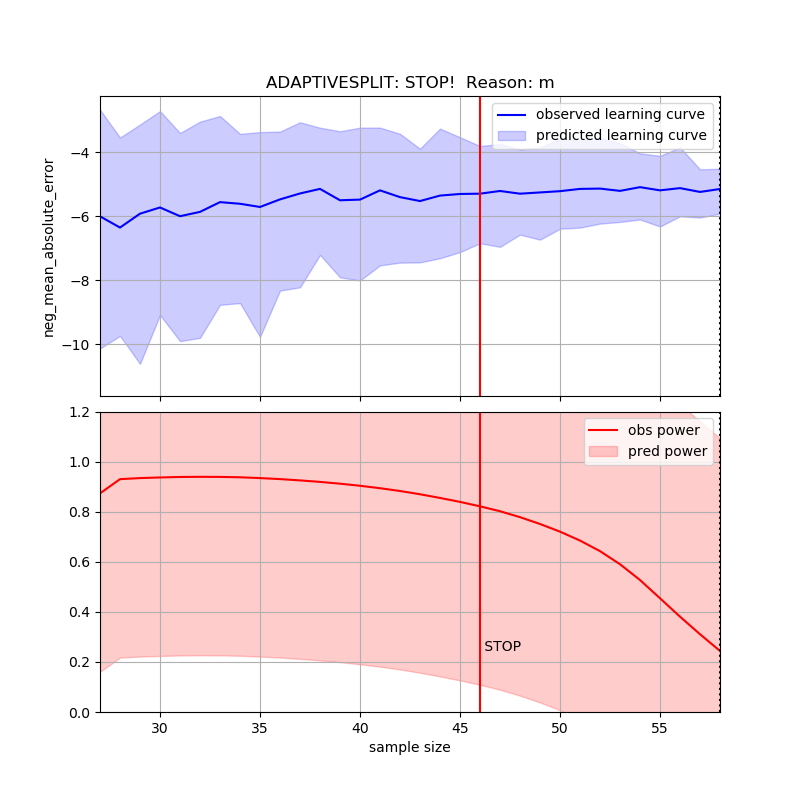 ADAPTIVESPLIT: STOP!  Reason: m
observed learning curve
predicted learning curve
neg_mean_absolute_error
−4
−6
−8
−10
obs power
pred power
1.2
1.0
0.8
0.6
0.4
0.2
0.0
STOP
30 35 40 45 50 55
sample size